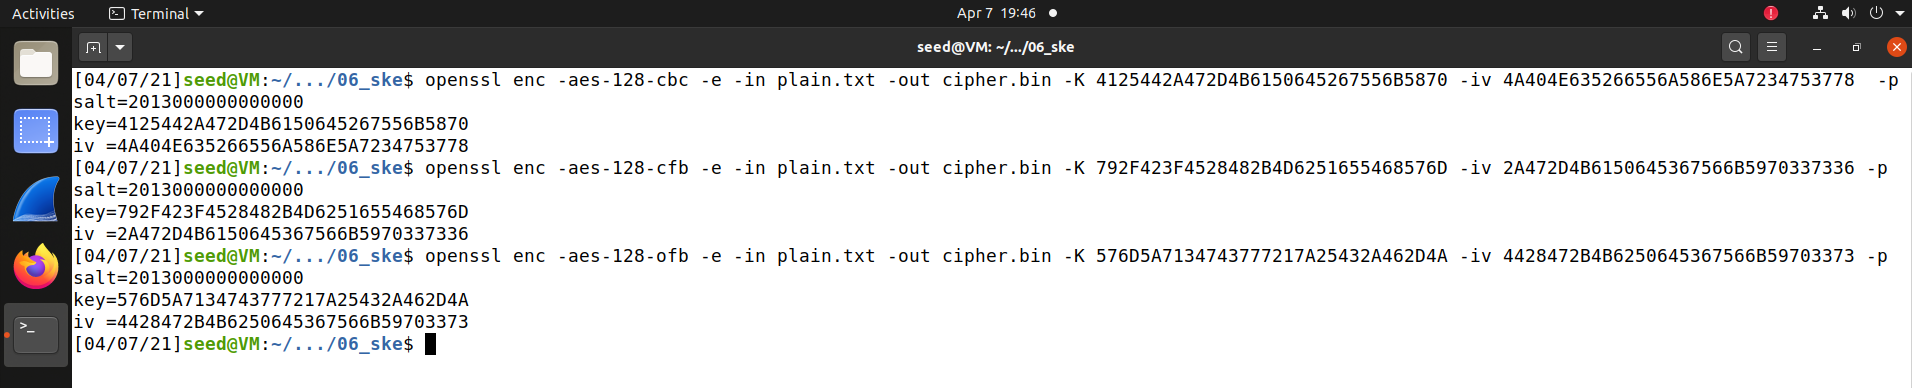 Activities Terminal Apr 7 19:46
seed@VM: ~/.../06_ske
[04/07/21]seed@VM:~/.../06_ske$ openssl enc -aes-128-cbc -e -in plain.txt -out cipher.bin -K 4125442A472D4B6150645267556B5870 -iv 4A404E635266556A586E5A7234753778  -p
salt=2013000000000000
key=4125442A472D4B6150645267556B5870
iv =4A404E635266556A586E5A7234753778
[04/07/21]seed@VM:~/.../06_ske$ openssl enc -aes-128-cfb -e -in plain.txt -out cipher.bin -K 792F423F4528482B4D6251655468576D -iv 2A472D4B6150645367566B5970337336 -p
salt=2013000000000000
key=792F423F4528482B4D6251655468576D
iv =2A472D4B6150645367566B5970337336
[04/07/21]seed@VM:~/.../06_ske$ openssl enc -aes-128-ofb -e -in plain.txt -out cipher.bin -K 576D5A7134743777217A25432A462D4A -iv 4428472B4B6250645367566B59703373 -p
salt=2013000000000000
key=576D5A7134743777217A25432A462D4A
iv =4428472B4B6250645367566B59703373
[04/07/21]seed@VM:~/.../06_ske$